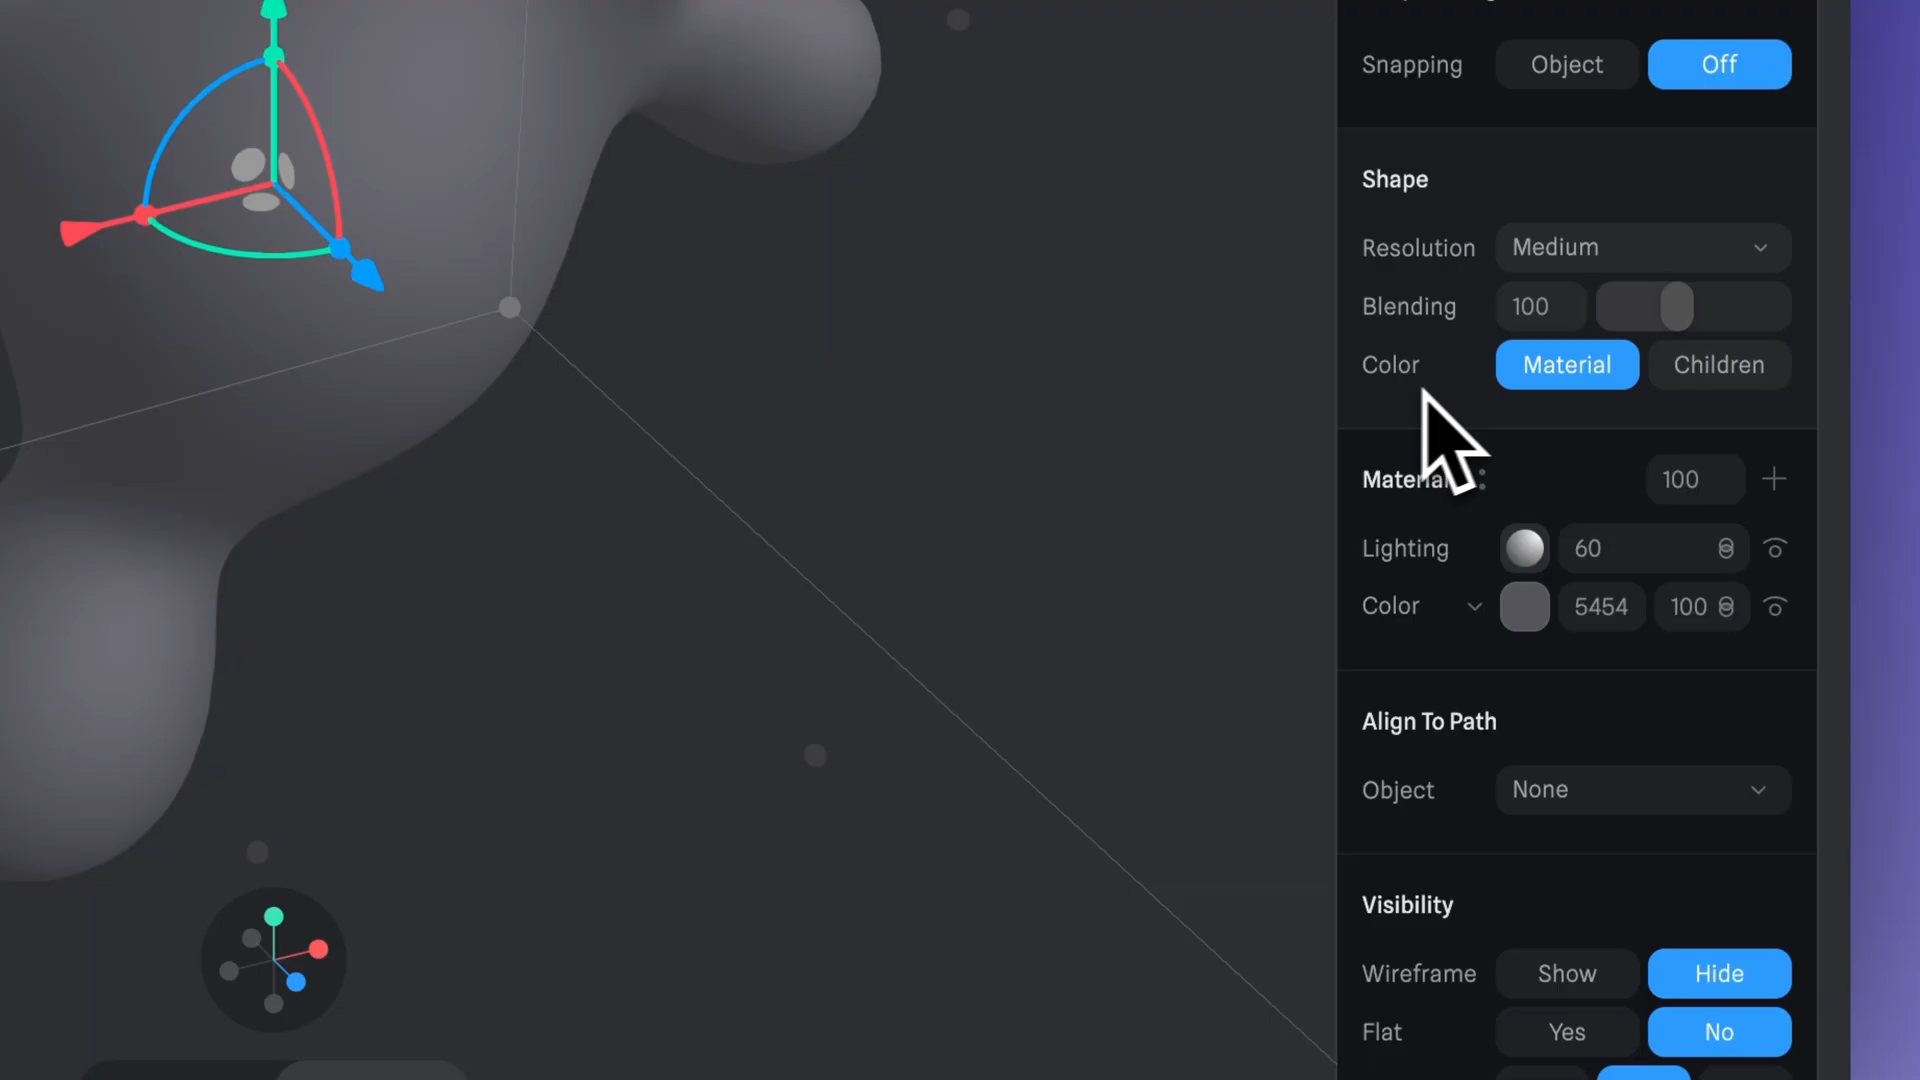 Snapping Object Off
Shape
Resolution Medium
Blending 100
Color Material Children
Material 100
Lighting 60
Color 5454 100
Align To Path
Object None
Visibility
Wireframe Show Hide
Flat Yes No